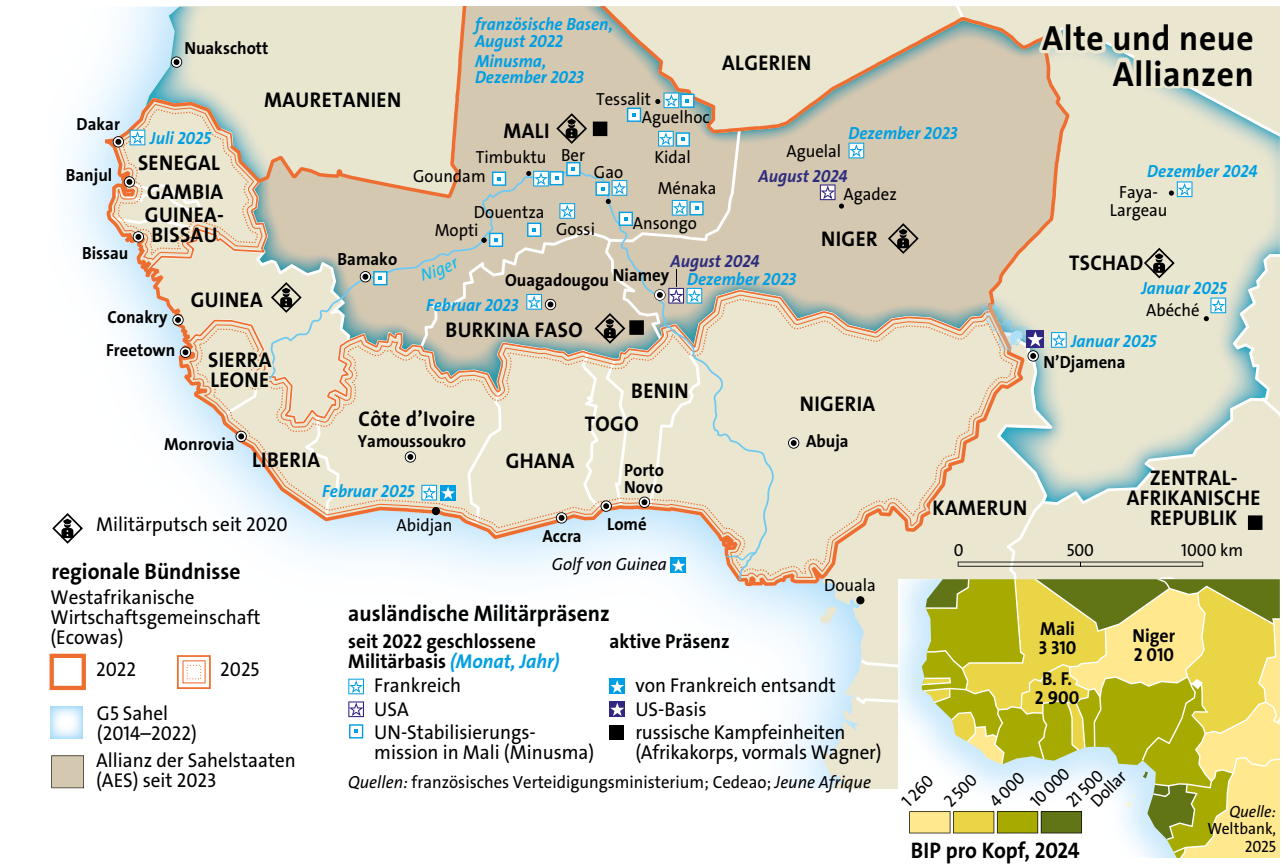 Alte und neue
Allianzen
französische Basen,
August 2022
Minusma,
Dezember 2023
Nuakschott
MAURETANIEN
ALGERIEN
Dakar
Juli 2025
SENEGAL
Banjul
GAMBIA
GUINEA-
BISSAU
Bissau
MALI
Tessalit
Aguelhoc
Kidal
Timbuktu
Ber
Goundam
Gao
Ménaka
Douentza
Gossi
Ansongo
Mopti
Bamako
Niger
Dezember 2023
Aguelal
August 2024
Agadez
NIGER
Dezember 2024
Faya-
Largeau
TSCHAD
Januar 2025
Abéché
Januar 2025
N’Djamena
August 2024
Niamey
Dezember 2023
Ouagadougou
Februar 2023
BURKINA FASO
GUINEA
Conakry
Freetown
SIERRA
LEONE
Monrovia
LIBERIA
Côte d’Ivoire
Yamoussoukro
Februar 2025
Abidjan
GHANA
Accra
TOGO
Lomé
BENIN
Porto
Novo
NIGERIA
Abuja
Golf von Guinea
KAMERUN
Douala
ZENTRAL-
AFRIKANISCHE
REPUBLIK
0 500 1000 km
Militärputsch seit 2020
regionale Bündnisse
Westafrikanische
Wirtschaftsgemeinschaft
(Ecowas)
2022 2025
G5 Sahel
(2014–2022)
Allianz der Sahelstaaten
(AES) seit 2023
ausländische Militärpräsenz
seit 2022 geschlossene
Militärbasis (Monat, Jahr)
Frankreich
USA
UN-Stabilisierungs-
mission in Mali (Minusma)
aktive Präsenz
von Frankreich entsandt
US-Basis
russische Kampfeinheiten
(Afrikakorps, vormals Wagner)
Quellen: französisches Verteidigungsministerium; Cedeao; Jeune Afrique
Mali
3 310
Niger
2 010
B. F.
2 900
1 260 2 500 4 000 10 000 21 500
Dollar
BIP pro Kopf, 2024
Quelle:
Weltbank,
2025